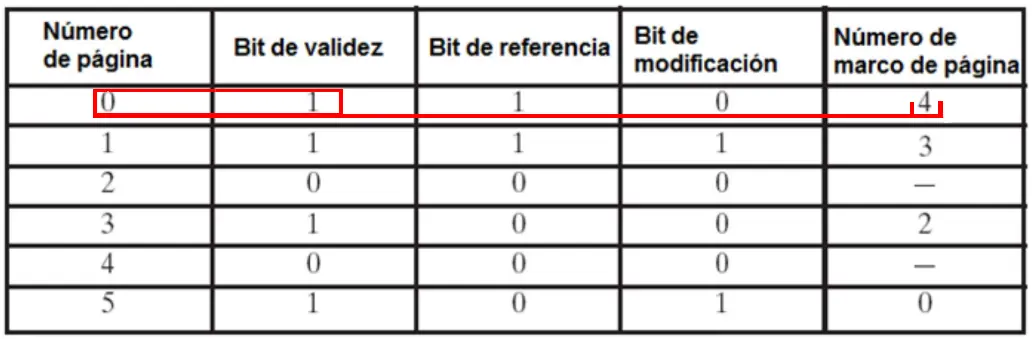 Número de página Bit de validez Bit de referencia Bit de modificación Número de marco de página
0 1 1 0 4
1 1 1 1 3
2 0 0 0 –
3 1 0 0 2
4 0 0 0 –
5 1 0 1 0